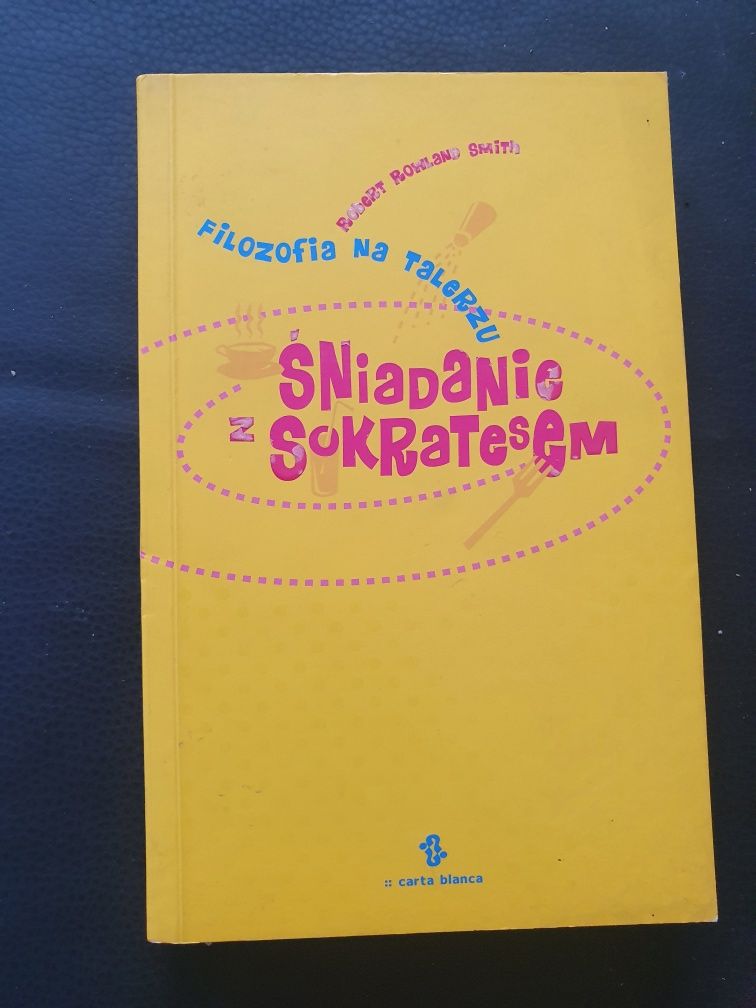 Robert Rowland Smith
Filozofia na talerzu
Śniadanie
z Sokratesem
:: carta blanca